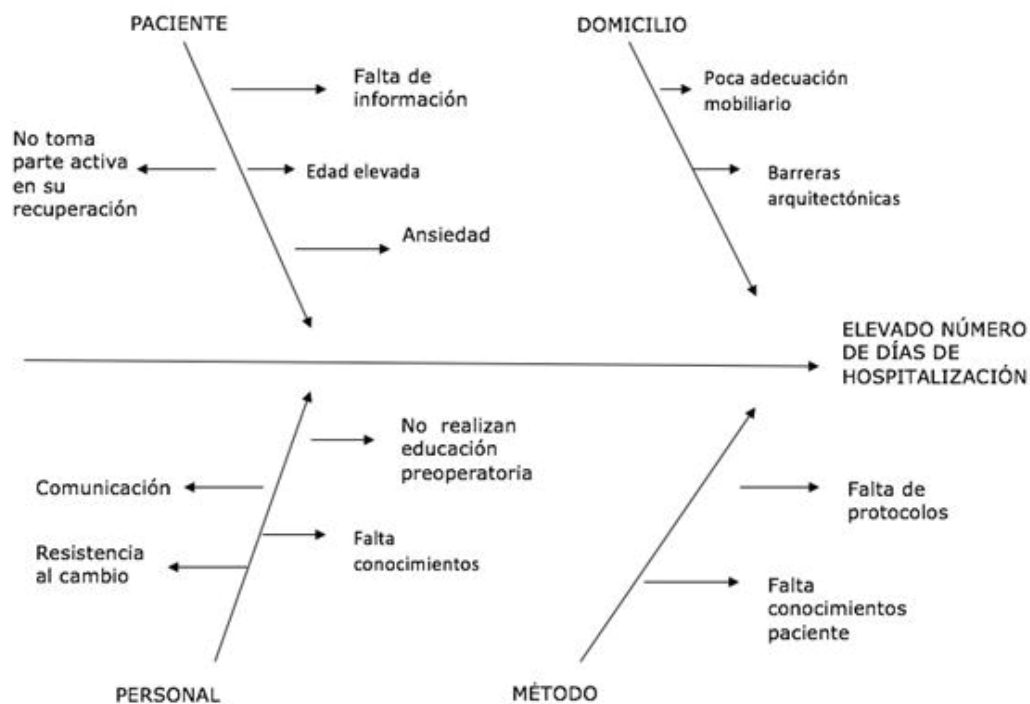 PACIENTE
DOMICILIO
Falta de
información
Poca adecuación
mobiliario
No toma
parte activa
en su
recuperación
Edad elevada
Barreras
arquitectónicas
Ansiedad
ELEVADO NÚMERO
DE DÍAS DE
HOSPITALIZACIÓN
No realizan
educación
preoperatoria
Comunicación
Falta de
protocolos
Resistencia
al cambio
Falta
conocimientos
Falta
conocimientos
paciente
PERSONAL
MÉTODO